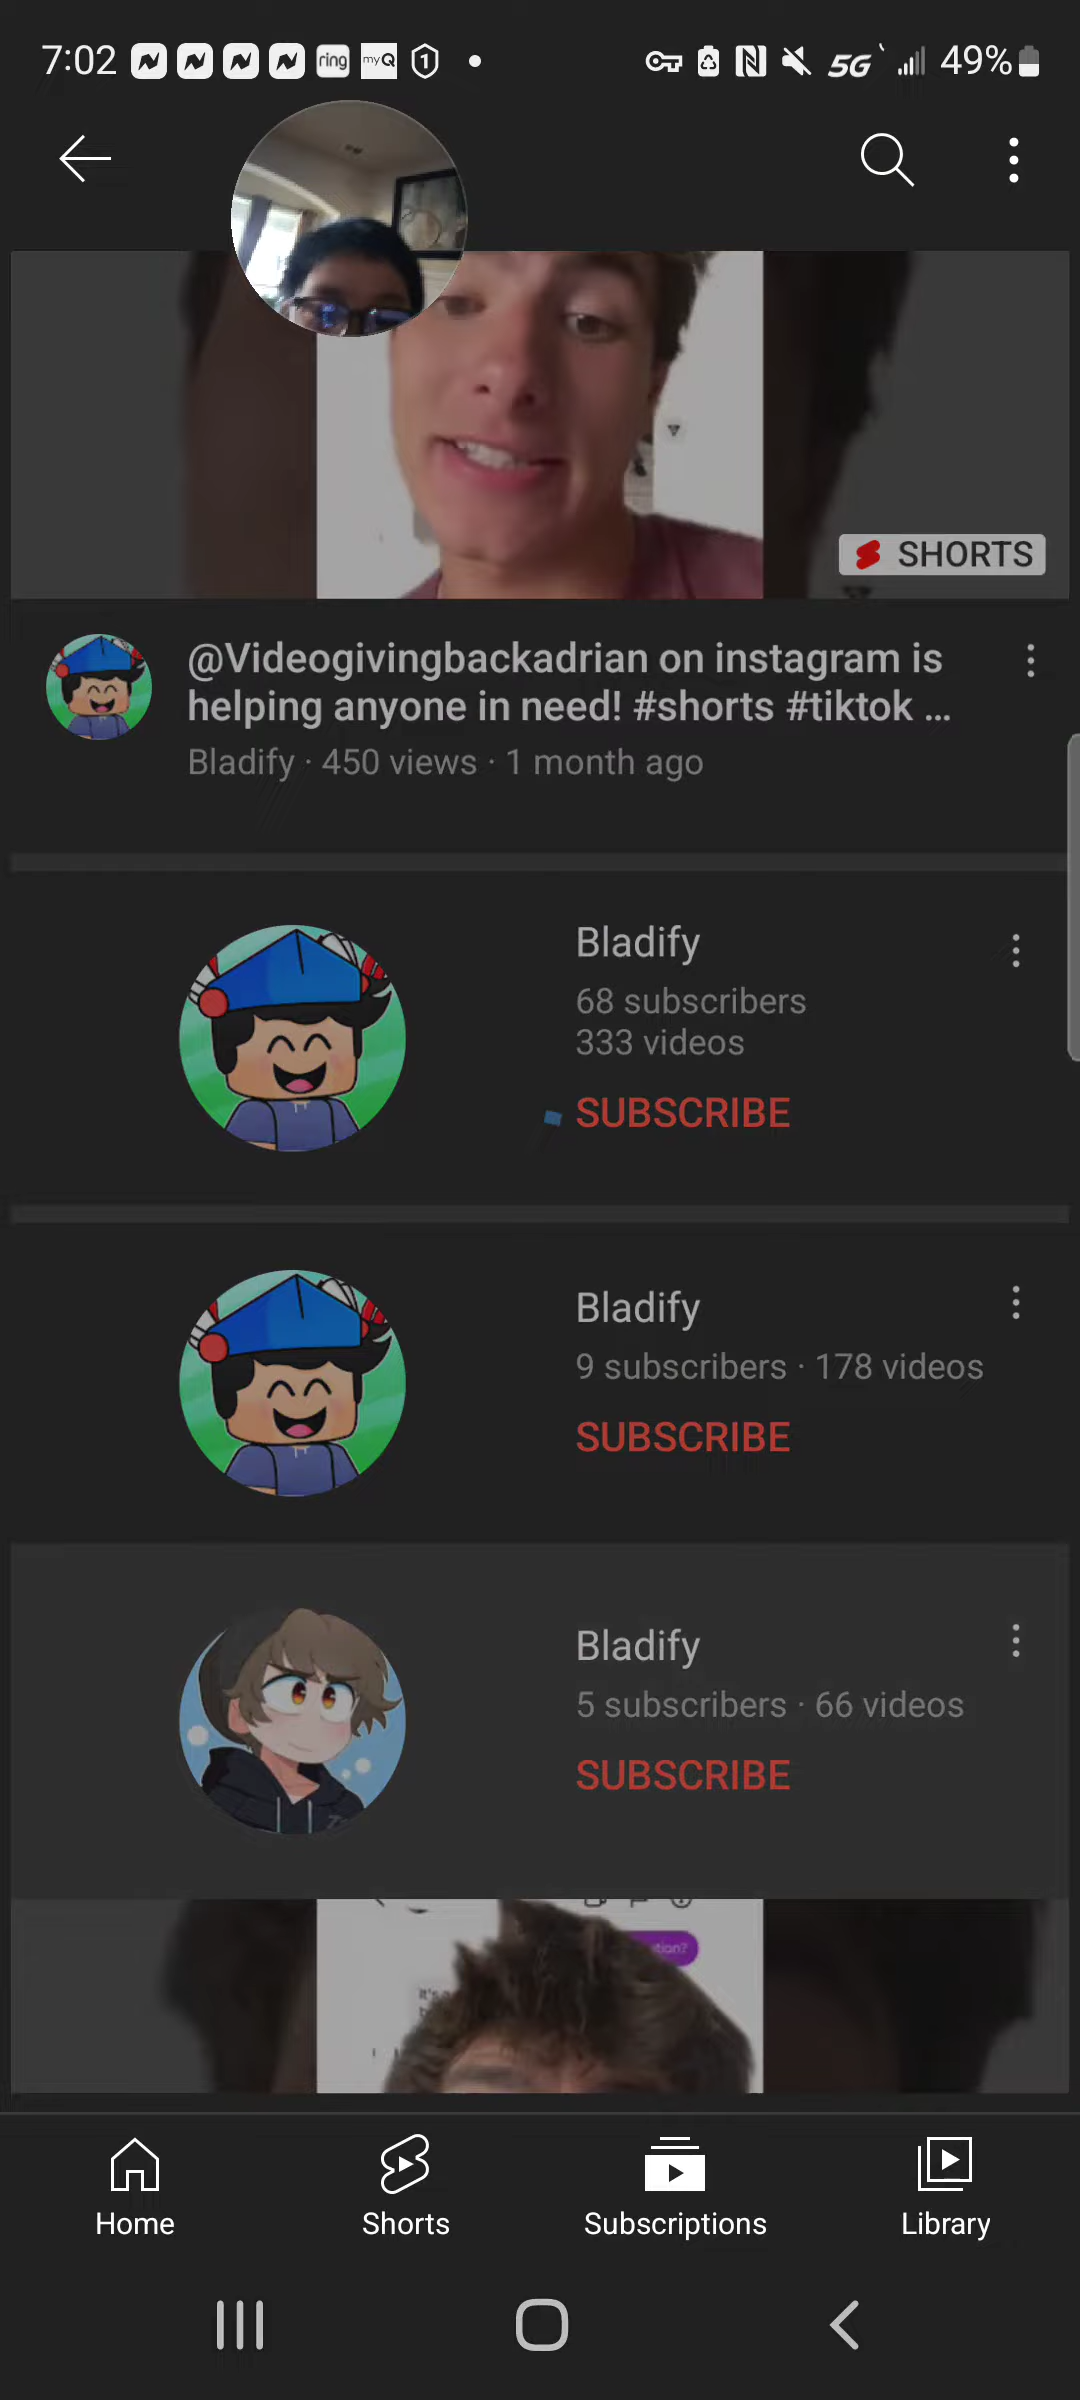 7:02 ring myQ 1 5G 49%
SHORTS
@Videogivingbackadrian on instagram is
helping anyone in need! #shorts #tiktok ...
Bladify · 450 views · 1 month ago
Bladify
68 subscribers
333 videos
SUBSCRIBE
Bladify
9 subscribers · 178 videos
SUBSCRIBE
Bladify
5 subscribers · 66 videos
SUBSCRIBE
Home Shorts Subscriptions Library